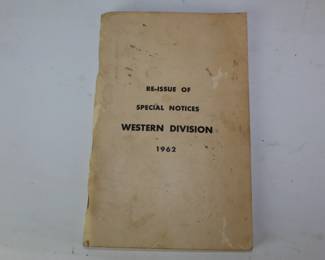 RE-ISSUE OF
SPECIAL NOTICES
WESTERN DIVISION
1962